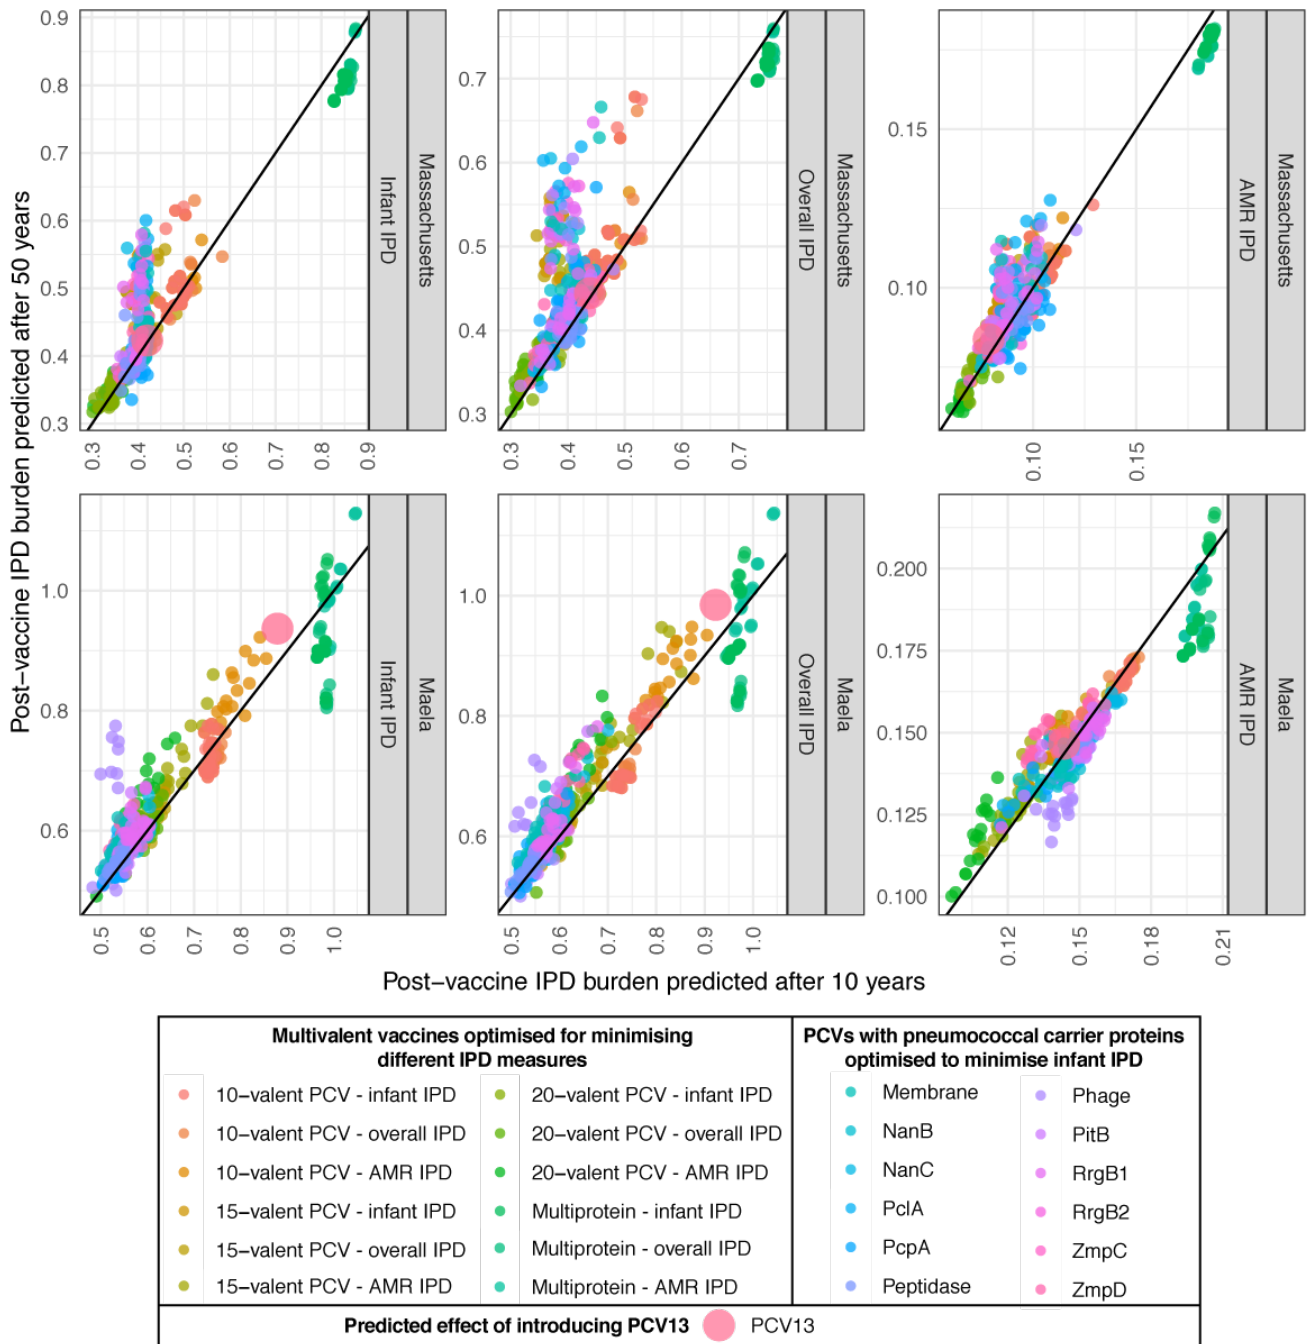 Post−vaccine IPD burden predicted after 50 years
0.9
0.8
0.7
0.6
0.5
0.4
0.3
0.3
0.4
0.5
0.6
0.7
0.8
0.9
Infant IPD
Massachusetts
0.7
0.6
0.5
0.4
0.3
0.3
0.4
0.5
0.6
0.7
Overall IPD
Massachusetts
0.15
0.10
0.10
0.15
AMR IPD
Massachusetts
1.0
0.8
0.6
0.5
0.6
0.7
0.8
0.9
1.0
Infant IPD
Maela
1.0
0.8
0.6
0.5
0.6
0.7
0.8
0.9
1.0
Overall IPD
Maela
0.200
0.175
0.150
0.125
0.100
0.12
0.15
0.18
0.21
AMR IPD
Maela
Post−vaccine IPD burden predicted after 10 years
Multivalent vaccines optimised for minimising
different IPD measures
10−valent PCV - infant IPD
10−valent PCV - overall IPD
10−valent PCV - AMR IPD
15−valent PCV - infant IPD
15−valent PCV - overall IPD
15−valent PCV - AMR IPD
20−valent PCV - infant IPD
20−valent PCV - overall IPD
20−valent PCV - AMR IPD
Multiprotein - infant IPD
Multiprotein - overall IPD
Multiprotein - AMR IPD
PCVs with pneumococcal carrier proteins
optimised to minimise infant IPD
Membrane
NanB
NanC
PclA
PcpA
Peptidase
Phage
PitB
RrgB1
RrgB2
ZmpC
ZmpD
Predicted effect of introducing PCV13
PCV13